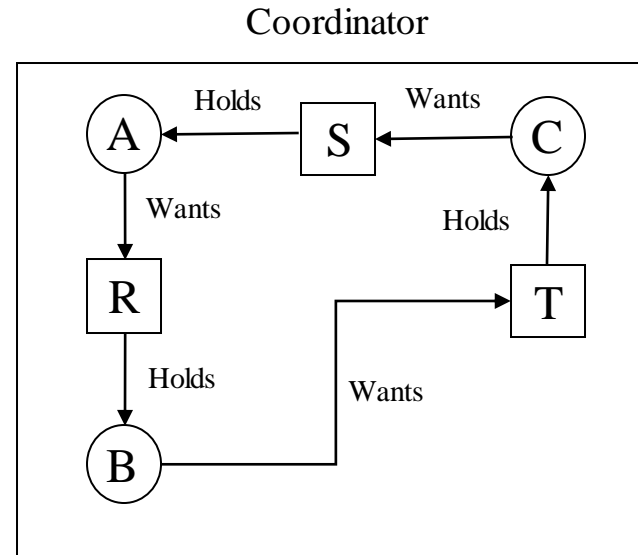 Coordinator
Holds
Wants
A
S
C
Wants
Holds
R
T
Holds
Wants
B